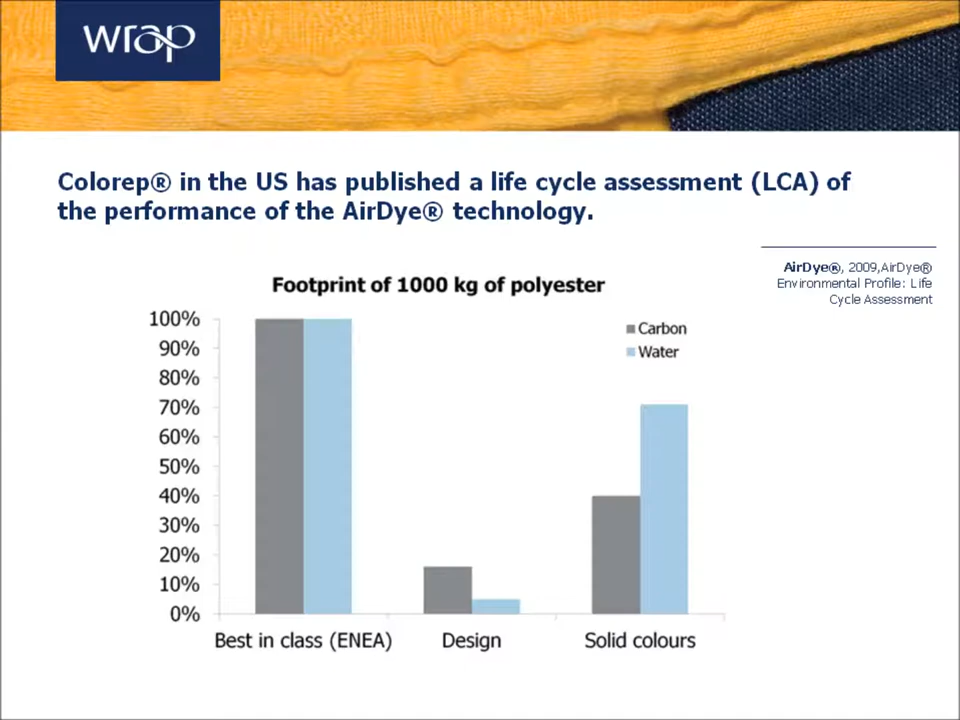 wrap
Colorep® in the US has published a life cycle assessment (LCA) of
the performance of the AirDye® technology.
AirDye®, 2009,AirDye®
Environmental Profile: Life
Cycle Assessment
Footprint of 1000 kg of polyester
100%
90%
80%
70%
60%
50%
40%
30%
20%
10%
0%
Carbon
Water
Best in class (ENEA)
Design
Solid colours